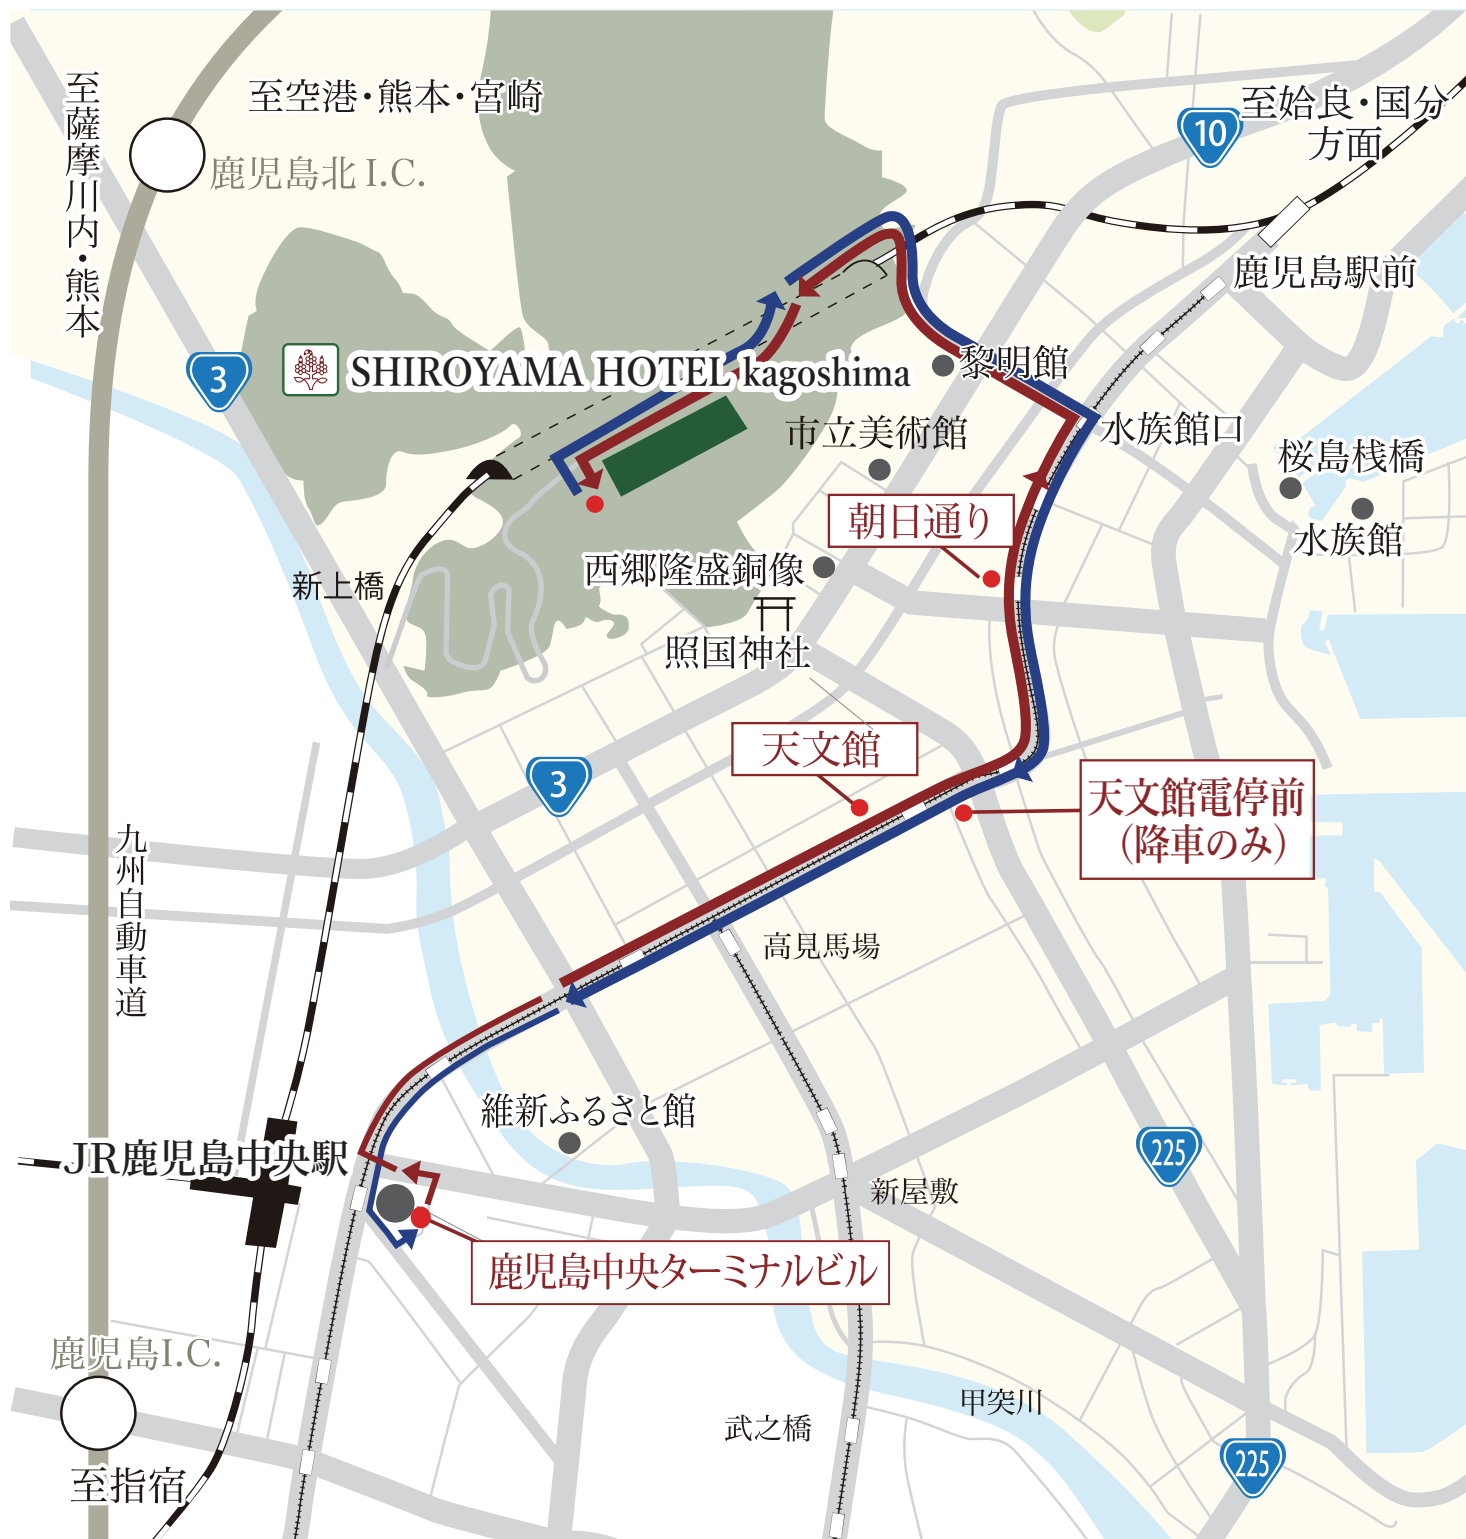 至薩摩川内・熊本
至空港・熊本・宮崎
鹿児島北 I.C.
10
至姶良・国分
方面
鹿児島駅前
3
SHIROYAMA HOTEL kagoshima
黎明館
市立美術館
水族館口
桜島桟橋
水族館
朝日通り
西郷隆盛銅像
新上橋
照国神社
天文館
3
天文館電停前
（降車のみ）
九州自動車道
高見馬場
維新ふるさと館
JR鹿児島中央駅
225
新屋敷
鹿児島中央ターミナルビル
鹿児島I.C.
甲突川
武之橋
225
至指宿